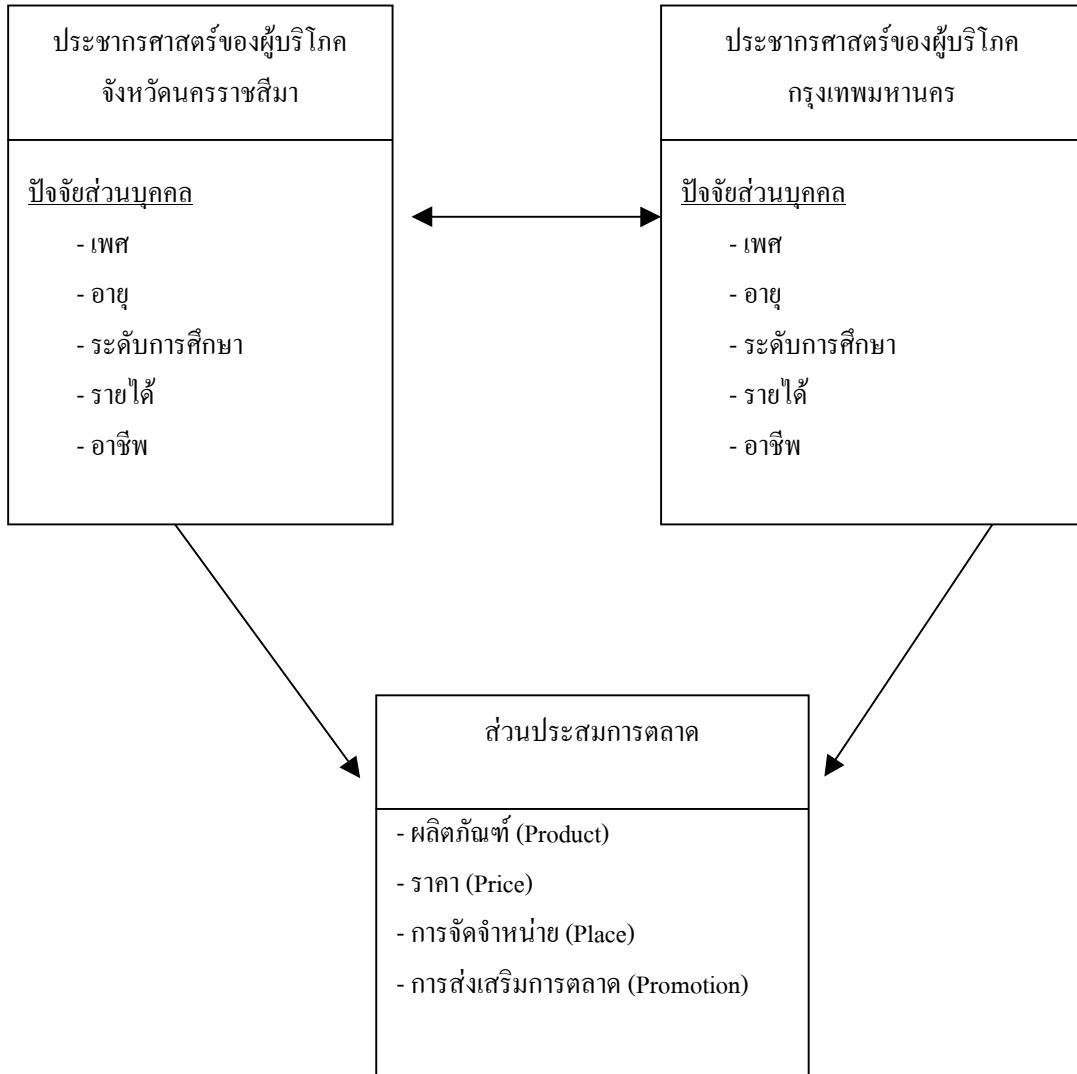 ประชากรศาสตร์ของผู้บริโภค
จังหวัดนครราชสีมา
ปัจจัยส่วนบุคคล
- เพศ
- อายุ
- ระดับการศึกษา
- รายได้
- อาชีพ
ประชากรศาสตร์ของผู้บริโภค
กรุงเทพมหานคร
ปัจจัยส่วนบุคคล
- เพศ
- อายุ
- ระดับการศึกษา
- รายได้
- อาชีพ
ส่วนประสมการตลาด
- ผลิตภัณฑ์ (Product)
- ราคา (Price)
- การจัดจำหน่าย (Place)
- การส่งเสริมการตลาด (Promotion)